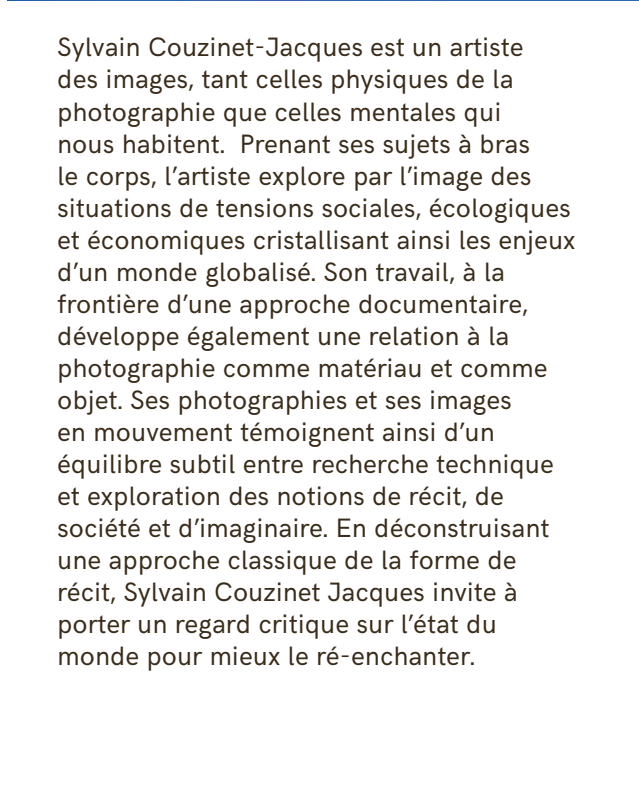 Sylvain Couzinet-Jacques est un artiste
des images, tant celles physiques de la
photographie que celles mentales qui
nous habitent.  Prenant ses sujets à bras
le corps, l’artiste explore par l’image des
situations de tensions sociales, écologiques
et économiques cristallisant ainsi les enjeux
d’un monde globalisé. Son travail, à la
frontière d’une approche documentaire,
développe également une relation à la
photographie comme matériau et comme
objet. Ses photographies et ses images
en mouvement témoignent ainsi d’un
équilibre subtil entre recherche technique
et exploration des notions de récit, de
société et d’imaginaire. En déconstruisant
une approche classique de la forme de
récit, Sylvain Couzinet Jacques invite à
porter un regard critique sur l’état du
monde pour mieux le ré-enchanter.